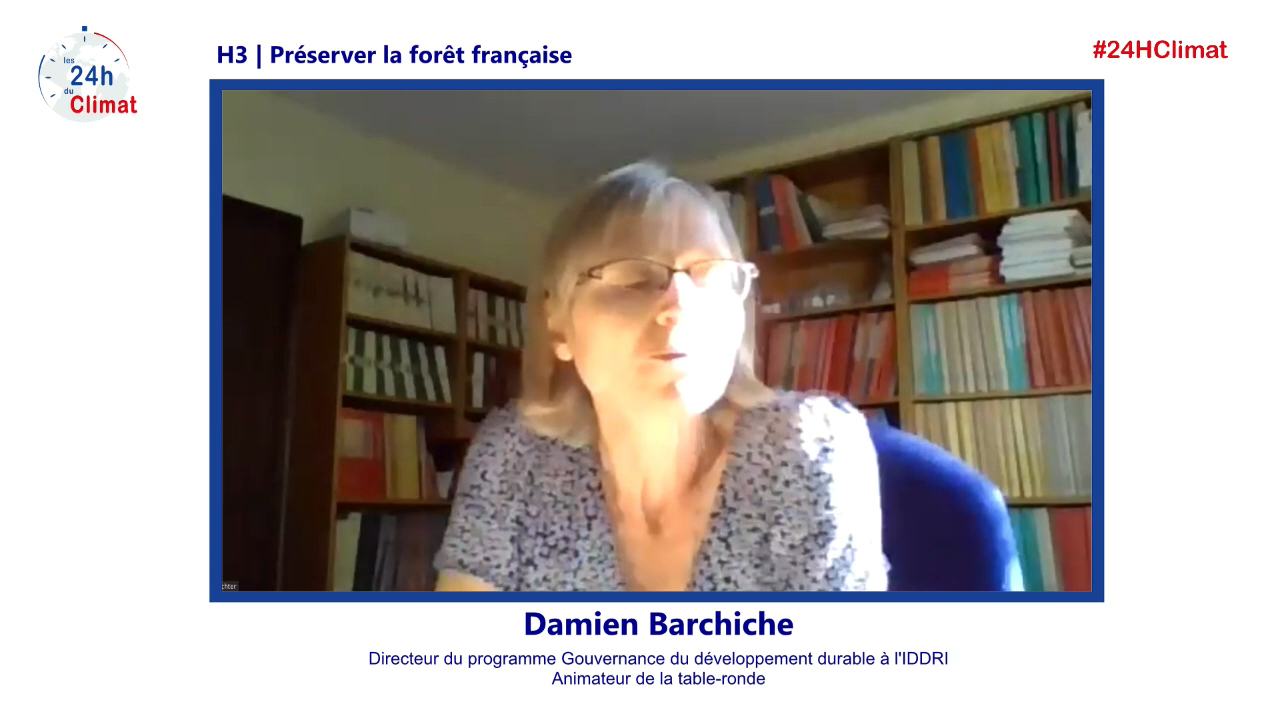 les
24h
du
Climat
H3 | Préserver la forêt française
#24HClimat
chter
Damien Barchiche
Directeur du programme Gouvernance du développement durable à l'IDDRI
Animateur de la table-ronde